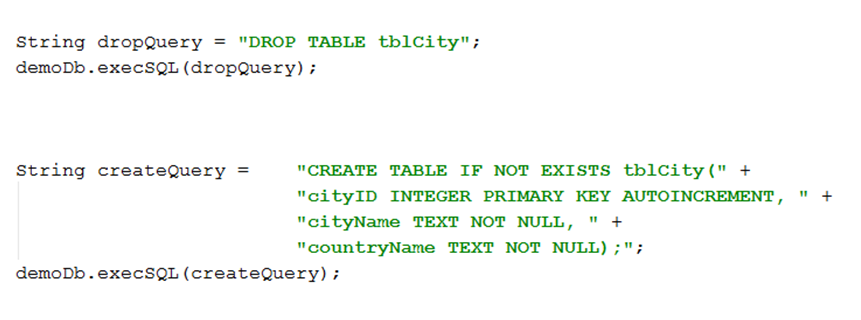 String dropQuery = "DROP TABLE tblCity";
demoDb.execSQL(dropQuery);
String createQuery =    "CREATE TABLE IF NOT EXISTS tblCity(" +
"cityID INTEGER PRIMARY KEY AUTOINCREMENT, " +
"cityName TEXT NOT NULL, " +
"countryName TEXT NOT NULL);";
demoDb.execSQL(createQuery);